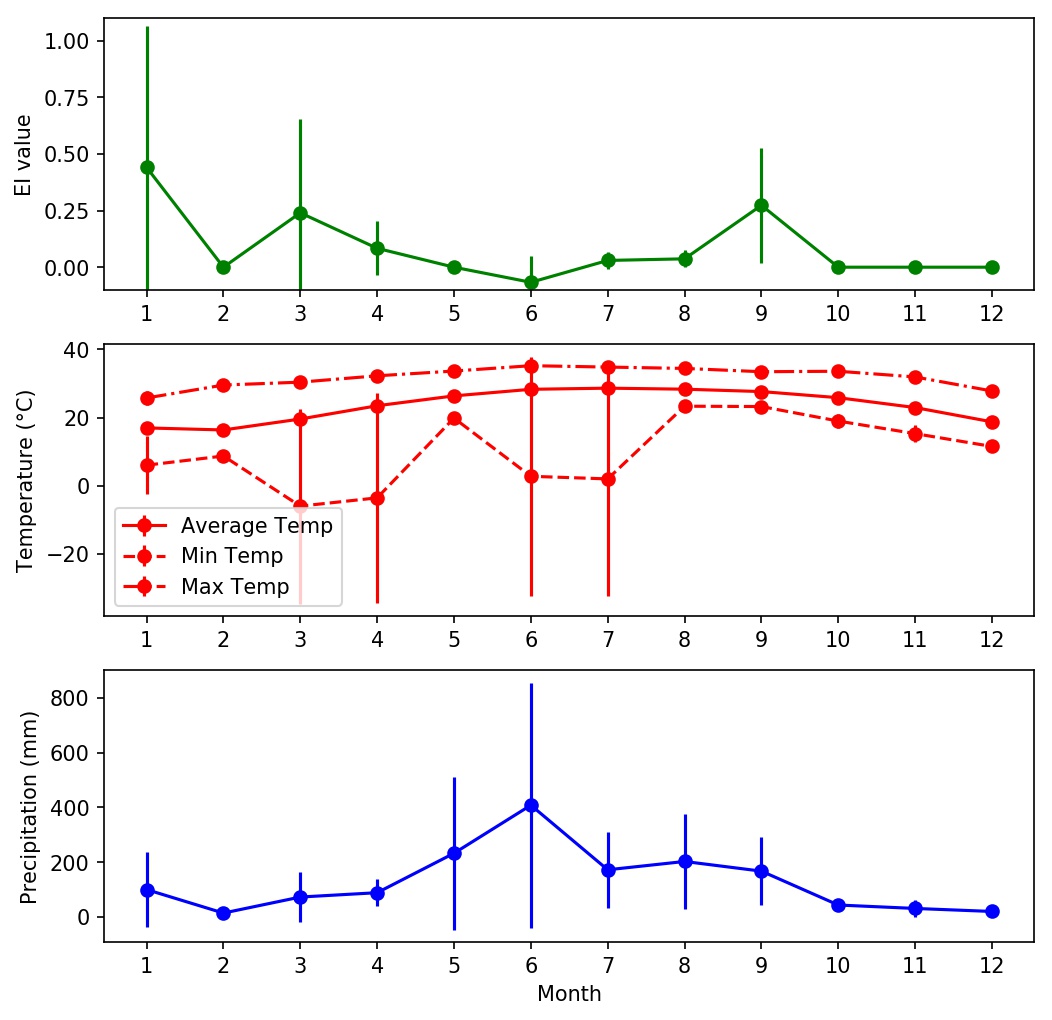 EI value
1.00
0.75
0.50
0.25
0.00
1 2 3 4 5 6 7 8 9 10 11 12
Temperature (°C)
40
20
0
−20
Average Temp
Min Temp
Max Temp
1 2 3 4 5 6 7 8 9 10 11 12
Precipitation (mm)
800
600
400
200
0
1 2 3 4 5 6 7 8 9 10 11 12
Month